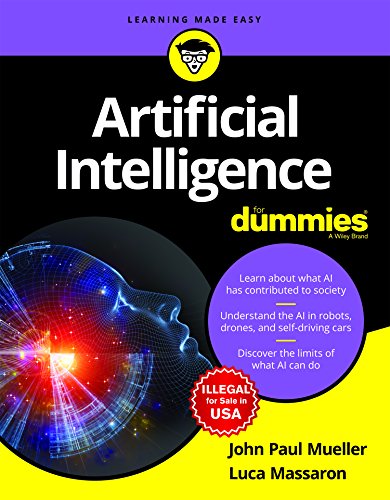 LEARNING MADE EASY
Artificial
Intelligence
for
dummies®
A Wiley Brand
Learn about what AI
has contributed to society
Understand the AI in robots,
drones, and self-driving cars
Discover the limits of
what AI can do
ILLEGAL
for Sale in
USA
John Paul Mueller
Luca Massaron